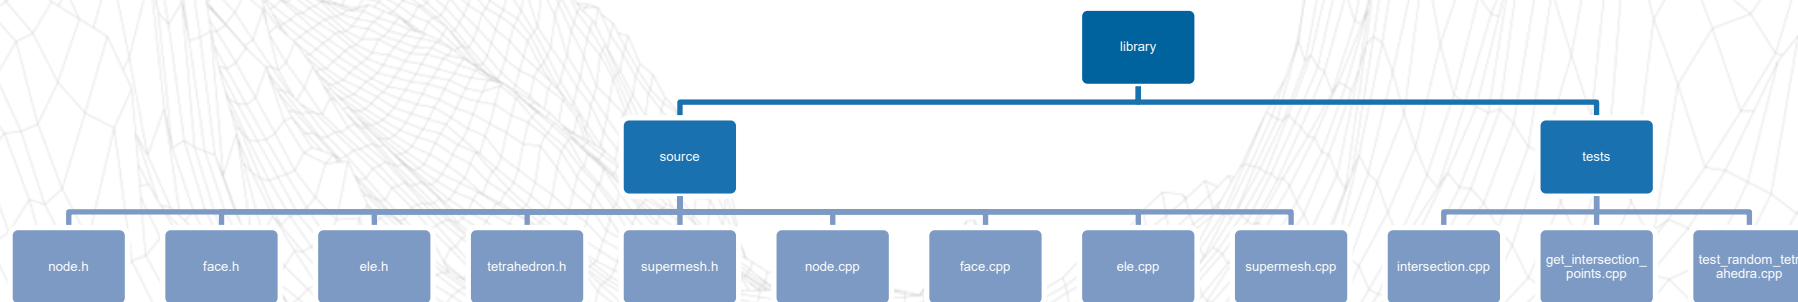 library
source
tests
node.h
face.h
ele.h
tetrahedron.h
supermesh.h
node.cpp
face.cpp
ele.cpp
supermesh.cpp
intersection.cpp
get_intersection_
points.cpp
test_random_tetr
ahedra.cpp